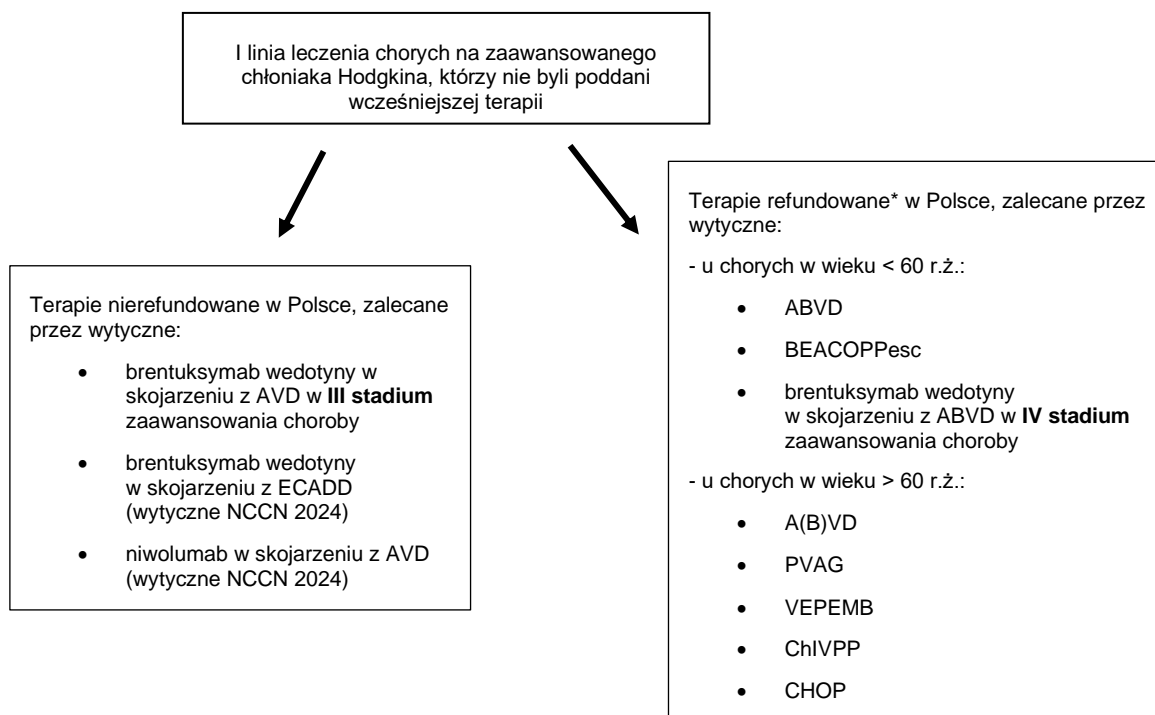 I linia leczenia chorych na zaawansowanego
chłoniaka Hodgkina, którzy nie byli poddani
wcześniejszej terapii
Terapie nierefundowane w Polsce, zalecane
przez wytyczne:
• brentuksymab wedotyny w
skojarzeniu z AVD w III stadium
zaawansowania choroby
• brentuksymab wedotyny
w skojarzeniu z ECADD
(wytyczne NCCN 2024)
• niwolumab w skojarzeniu z AVD
(wytyczne NCCN 2024)
Terapie refundowane* w Polsce, zalecane przez
wytyczne:
- u chorych w wieku < 60 r.ż.:
• ABVD
• BEACOPPesc
• brentuksymab wedotyny
w skojarzeniu z ABVD w IV stadium
zaawansowania choroby
- u chorych w wieku > 60 r.ż.:
• A(B)VD
• PVAG
• VEPEMB
• ChIVPP
• CHOP